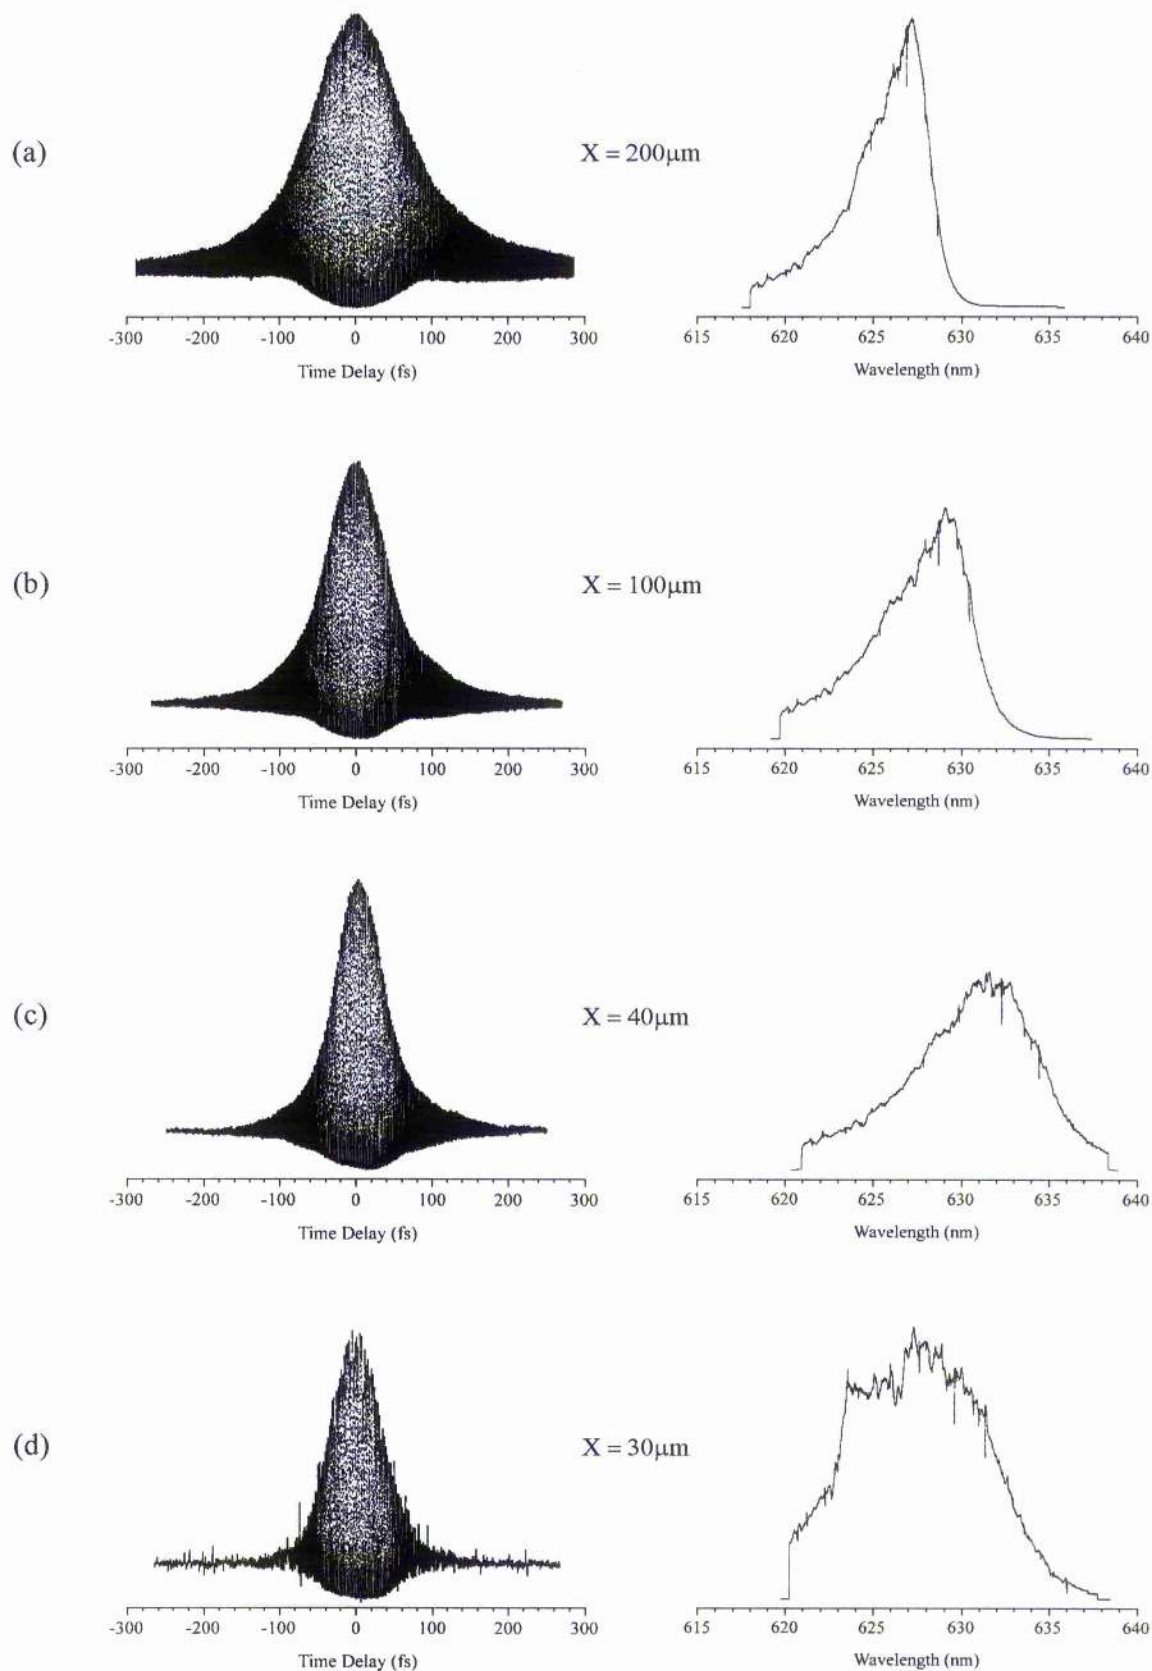 (a)
X = 200μm
-300 -200 -100 0 100 200 300
Time Delay (fs)
615 620 625 630 635 640
Wavelength (nm)
(b)
X = 100μm
-300 -200 -100 0 100 200 300
Time Delay (fs)
615 620 625 630 635 640
Wavelength (nm)
(c)
X = 40μm
-300 -200 -100 0 100 200 300
Time Delay (fs)
615 620 625 630 635 640
Wavelength (nm)
(d)
X = 30μm
-300 -200 -100 0 100 200 300
Time Delay (fs)
615 620 625 630 635 640
Wavelength (nm)